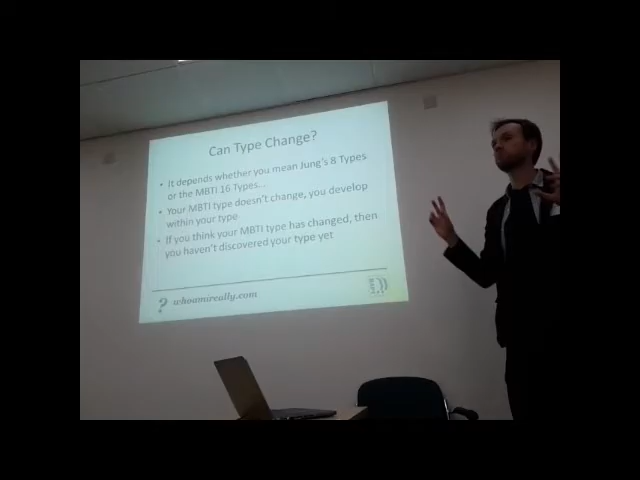 Can Type Change?
• It depends whether you mean Jung's 8 Types
or the MBTI 16 Types...
• Your MBTI type doesn't change, you develop
within your type
• If you think your MBTI type has changed, then
you haven't discovered your type yet
? whoamireally.com